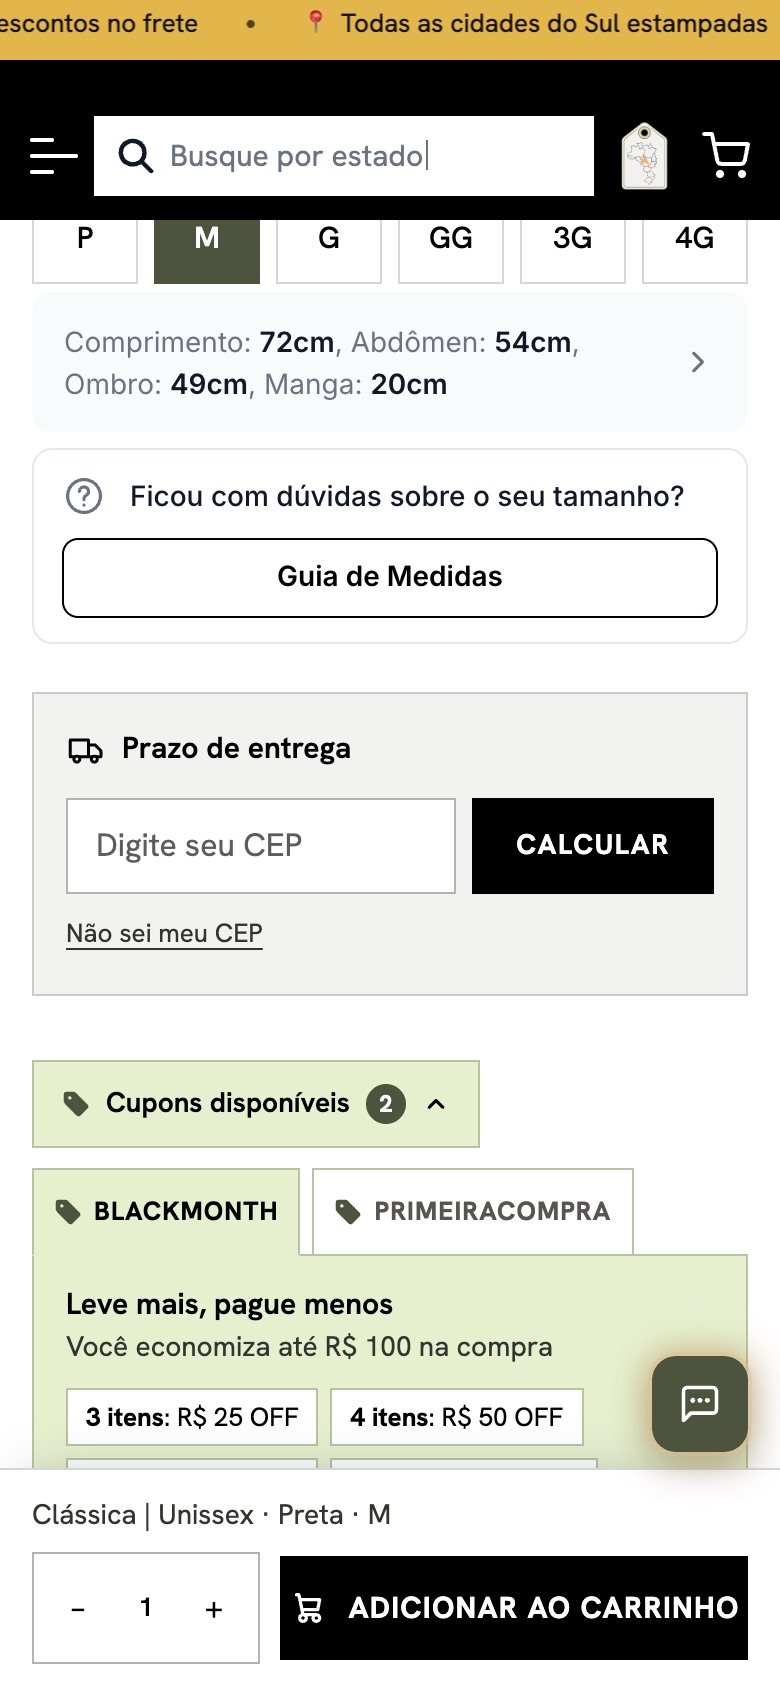 escontos no frete • 📍 Todas as cidades do Sul estampadas
Busque por estado
P M G GG 3G 4G
Comprimento: 72cm, Abdômen: 54cm,
Ombro: 49cm, Manga: 20cm
Ficou com dúvidas sobre o seu tamanho?
Guia de Medidas
Prazo de entrega
Digite seu CEP
CALCULAR
Não sei meu CEP
Cupons disponíveis 2
BLACKMONTH PRIMEIRACOMPRA
Leve mais, pague menos
Você economiza até R$ 100 na compra
3 itens: R$ 25 OFF 4 itens: R$ 50 OFF
Clássica | Unissex · Preta · M
− 1 + ADICIONAR AO CARRINHO